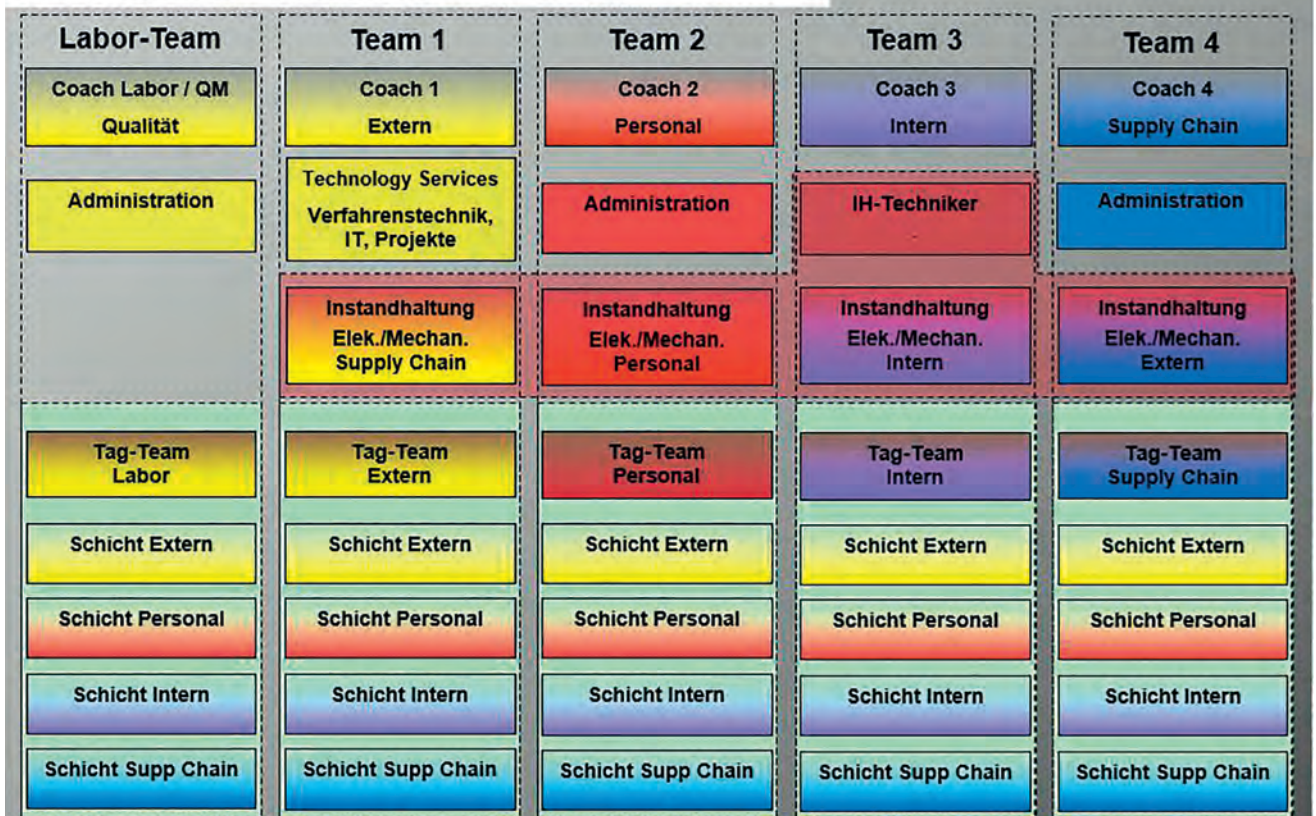 Labor-Team
Team 1
Team 2
Team 3
Team 4
Coach Labor / QM
Qualität
Coach 1
Extern
Coach 2
Personal
Coach 3
Intern
Coach 4
Supply Chain
Administration
Technology Services
Verfahrenstechnik,
IT, Projekte
Administration
IH-Techniker
Administration
Instandhaltung
Elek./Mechan.
Supply Chain
Instandhaltung
Elek./Mechan.
Personal
Instandhaltung
Elek./Mechan.
Intern
Instandhaltung
Elek./Mechan.
Extern
Tag-Team
Labor
Tag-Team
Extern
Tag-Team
Personal
Tag-Team
Intern
Tag-Team
Supply Chain
Schicht Extern
Schicht Extern
Schicht Extern
Schicht Extern
Schicht Extern
Schicht Personal
Schicht Personal
Schicht Personal
Schicht Personal
Schicht Personal
Schicht Intern
Schicht Intern
Schicht Intern
Schicht Intern
Schicht Intern
Schicht Supp Chain
Schicht Supp Chain
Schicht Supp Chain
Schicht Supp Chain
Schicht Supp Chain